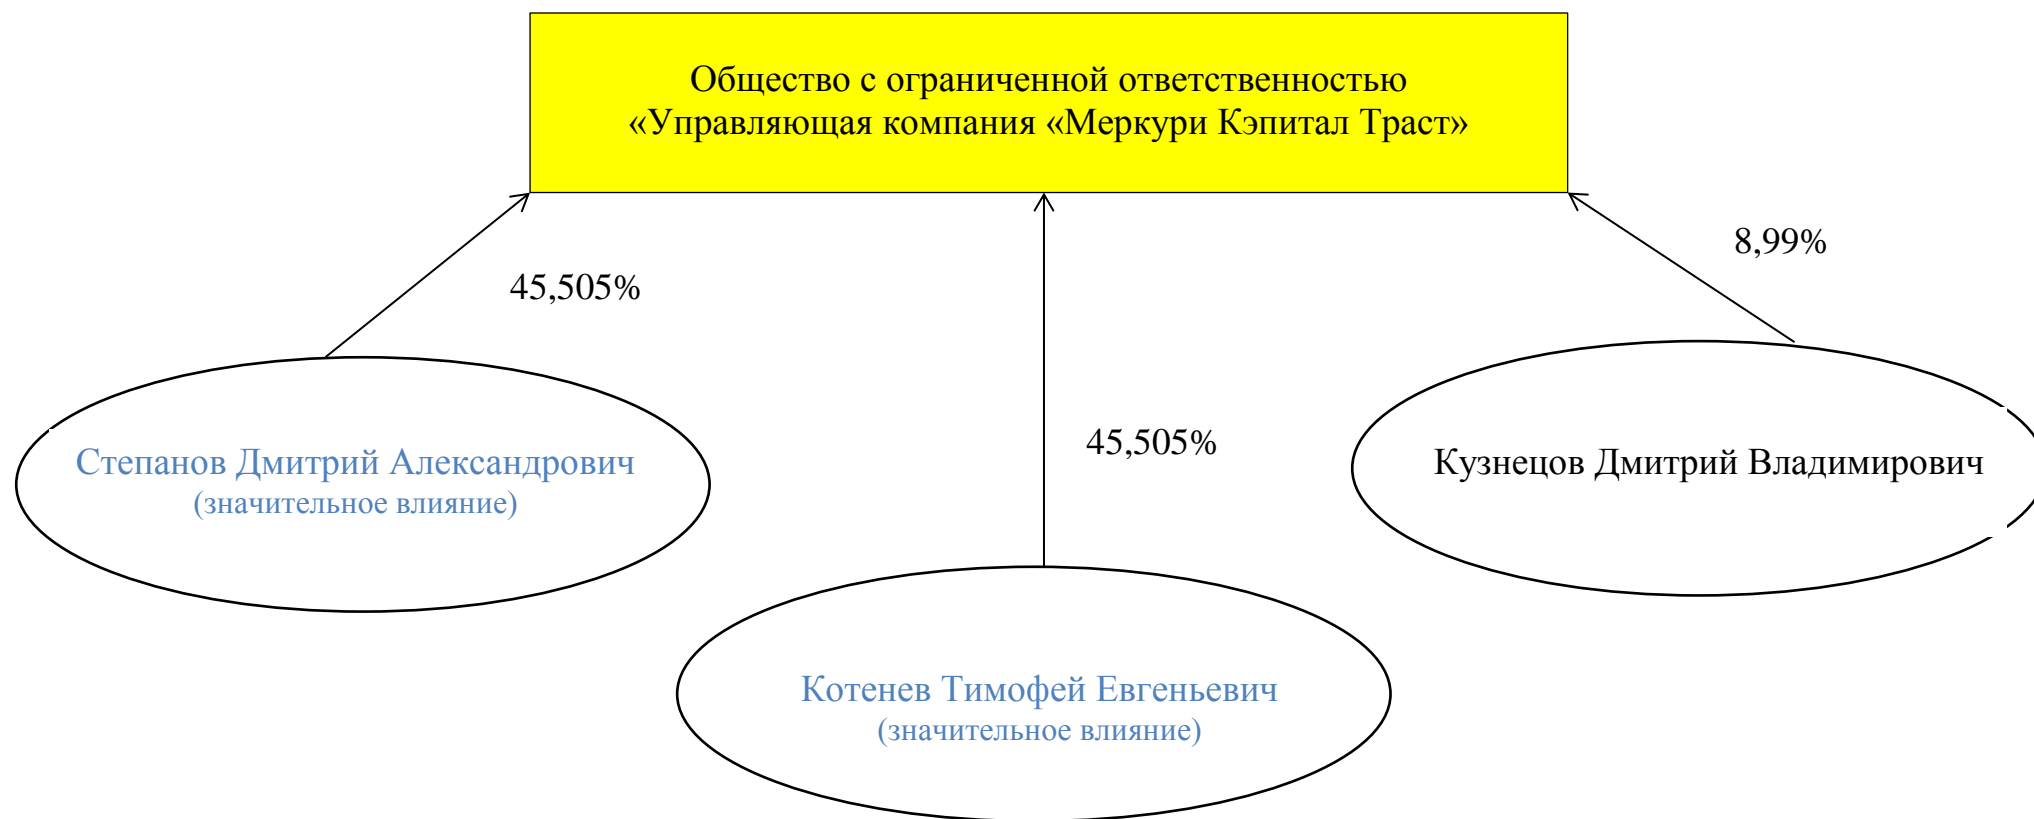 Общество с ограниченной ответственностью
«Управляющая компания «Меркури Кэпитал Траст»
8,99%
45,505%
45,505%
Степанов Дмитрий Александрович
(значительное влияние)
Кузнецов Дмитрий Владимирович
Котенев Тимофей Евгеньевич
(значительное влияние)